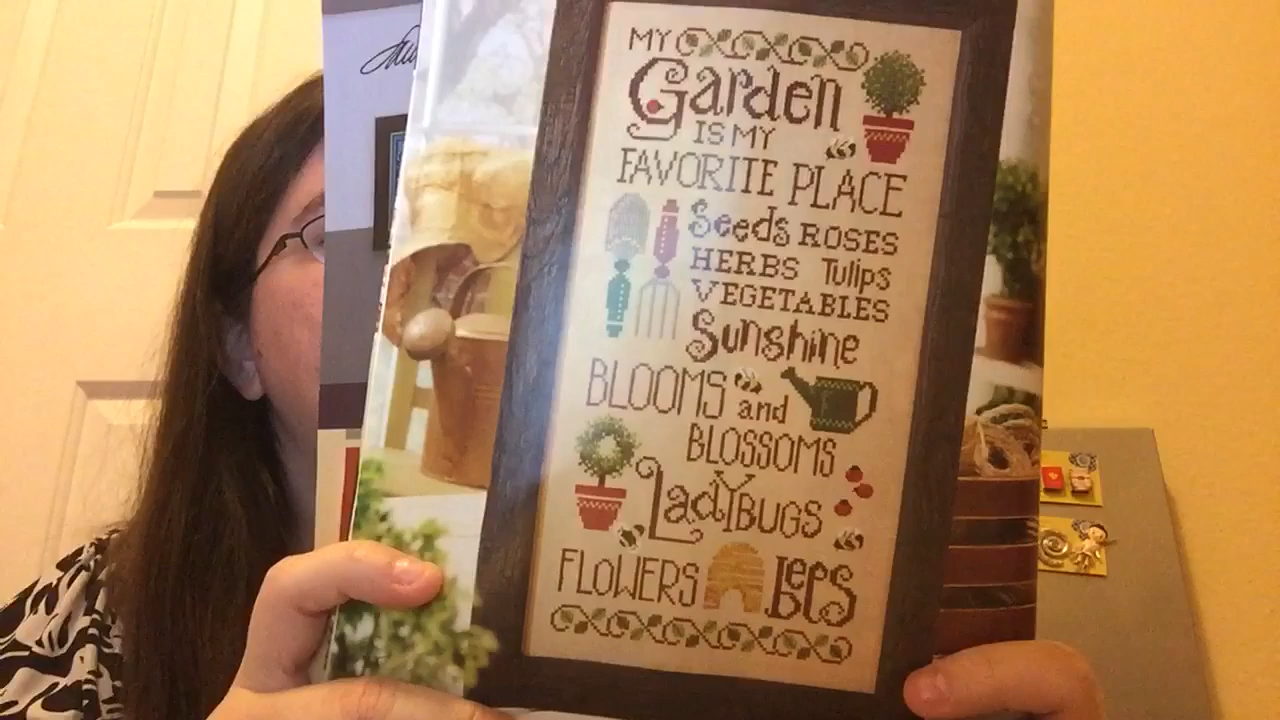 MY
Garden
IS MY
FAVORITE PLACE
Seeds ROSES
HERBS Tulips
VEGETABLES
Sunshine
BLOOMS and
BLOSSOMS
LadYBUGS
FLOWERS Bees